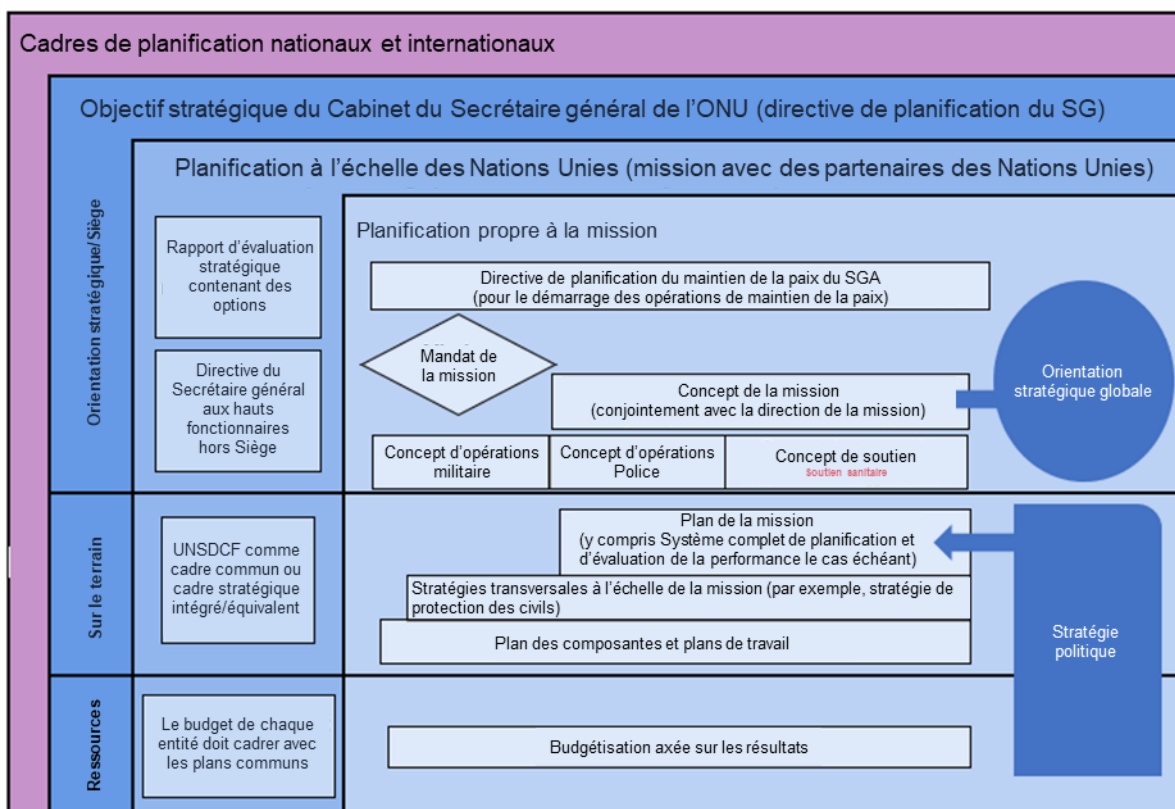 Cadres de planification nationaux et internationaux
Objectif stratégique du Cabinet du Secrétaire général de l’ONU (directive de planification du SG)
Planification à l’échelle des Nations Unies (mission avec des partenaires des Nations Unies)
Orientation stratégique/Siège
Rapport d’évaluation
stratégique
contenant des
options
Directive du
Secrétaire général
aux hauts
fonctionnaires
hors Siège
Planification propre à la mission
Directive de planification du maintien de la paix du SGA
(pour le démarrage des opérations de maintien de la paix)
Mandat de
la mission
Concept de la mission
(conjointement avec la direction de la mission)
Orientation
stratégique globale
Concept d’opérations
militaire
Concept d’opérations
Police
Concept de soutien
Soutien sanitaire
Sur le terrain
UNSDCF comme
cadre commun ou
cadre stratégique
intégré/équivalent
Plan de la mission
(y compris Système complet de planification et
d’évaluation de la performance le cas échéant)
Stratégies transversales à l’échelle de la mission (par exemple, stratégie de
protection des civils)
Plan des composantes et plans de travail
Stratégie
politique
Ressources
Le budget de chaque
entité doit cadrer avec
les plans communs
Budgétisation axée sur les résultats